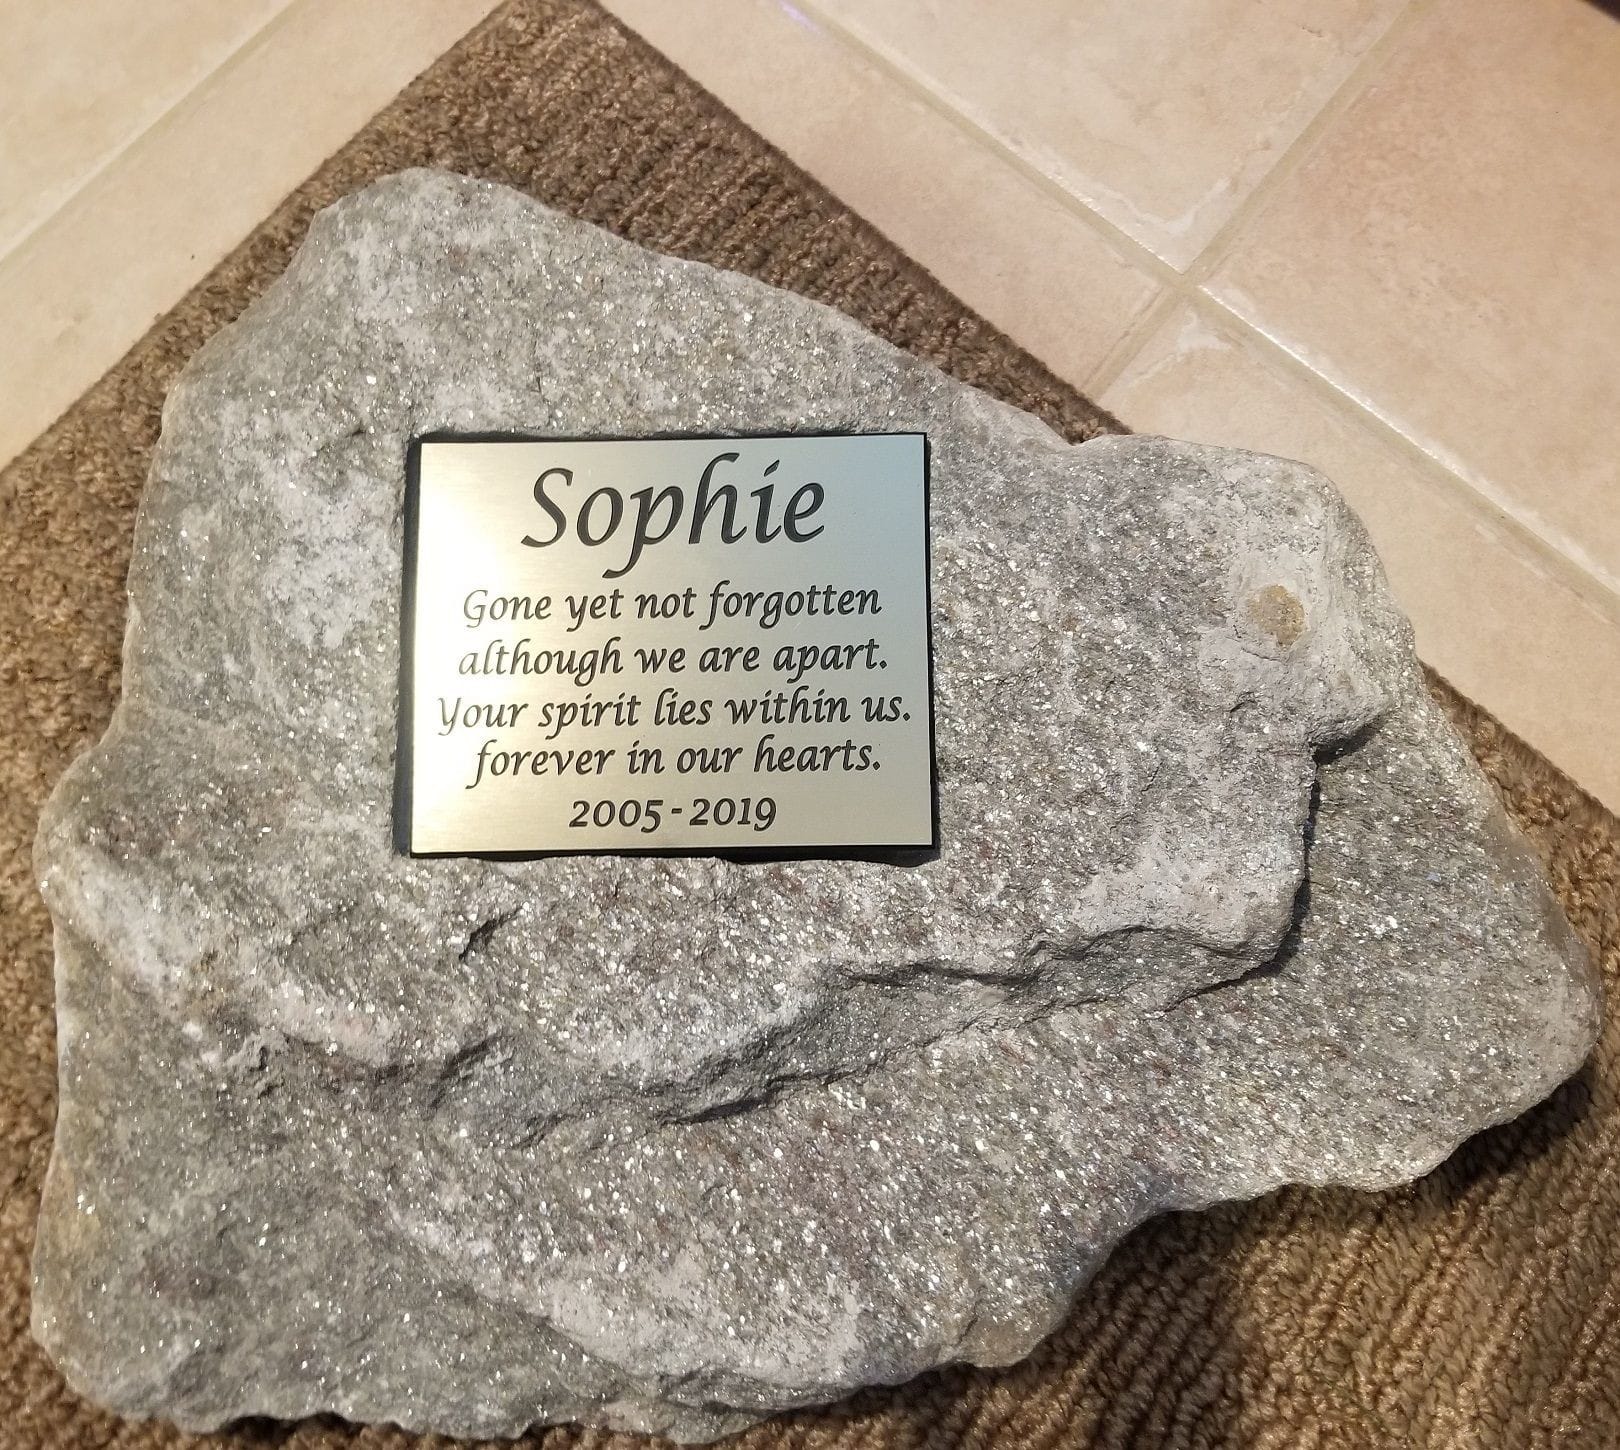 Sophie
Gone yet not forgotten
although we are apart.
Your spirit lies within us.
forever in our hearts.
2005-2019